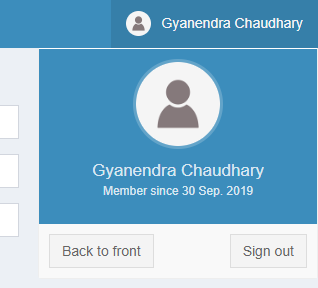 Gyanendra Chaudhary
Gyanendra Chaudhary
Member since 30 Sep. 2019
Back to front
Sign out